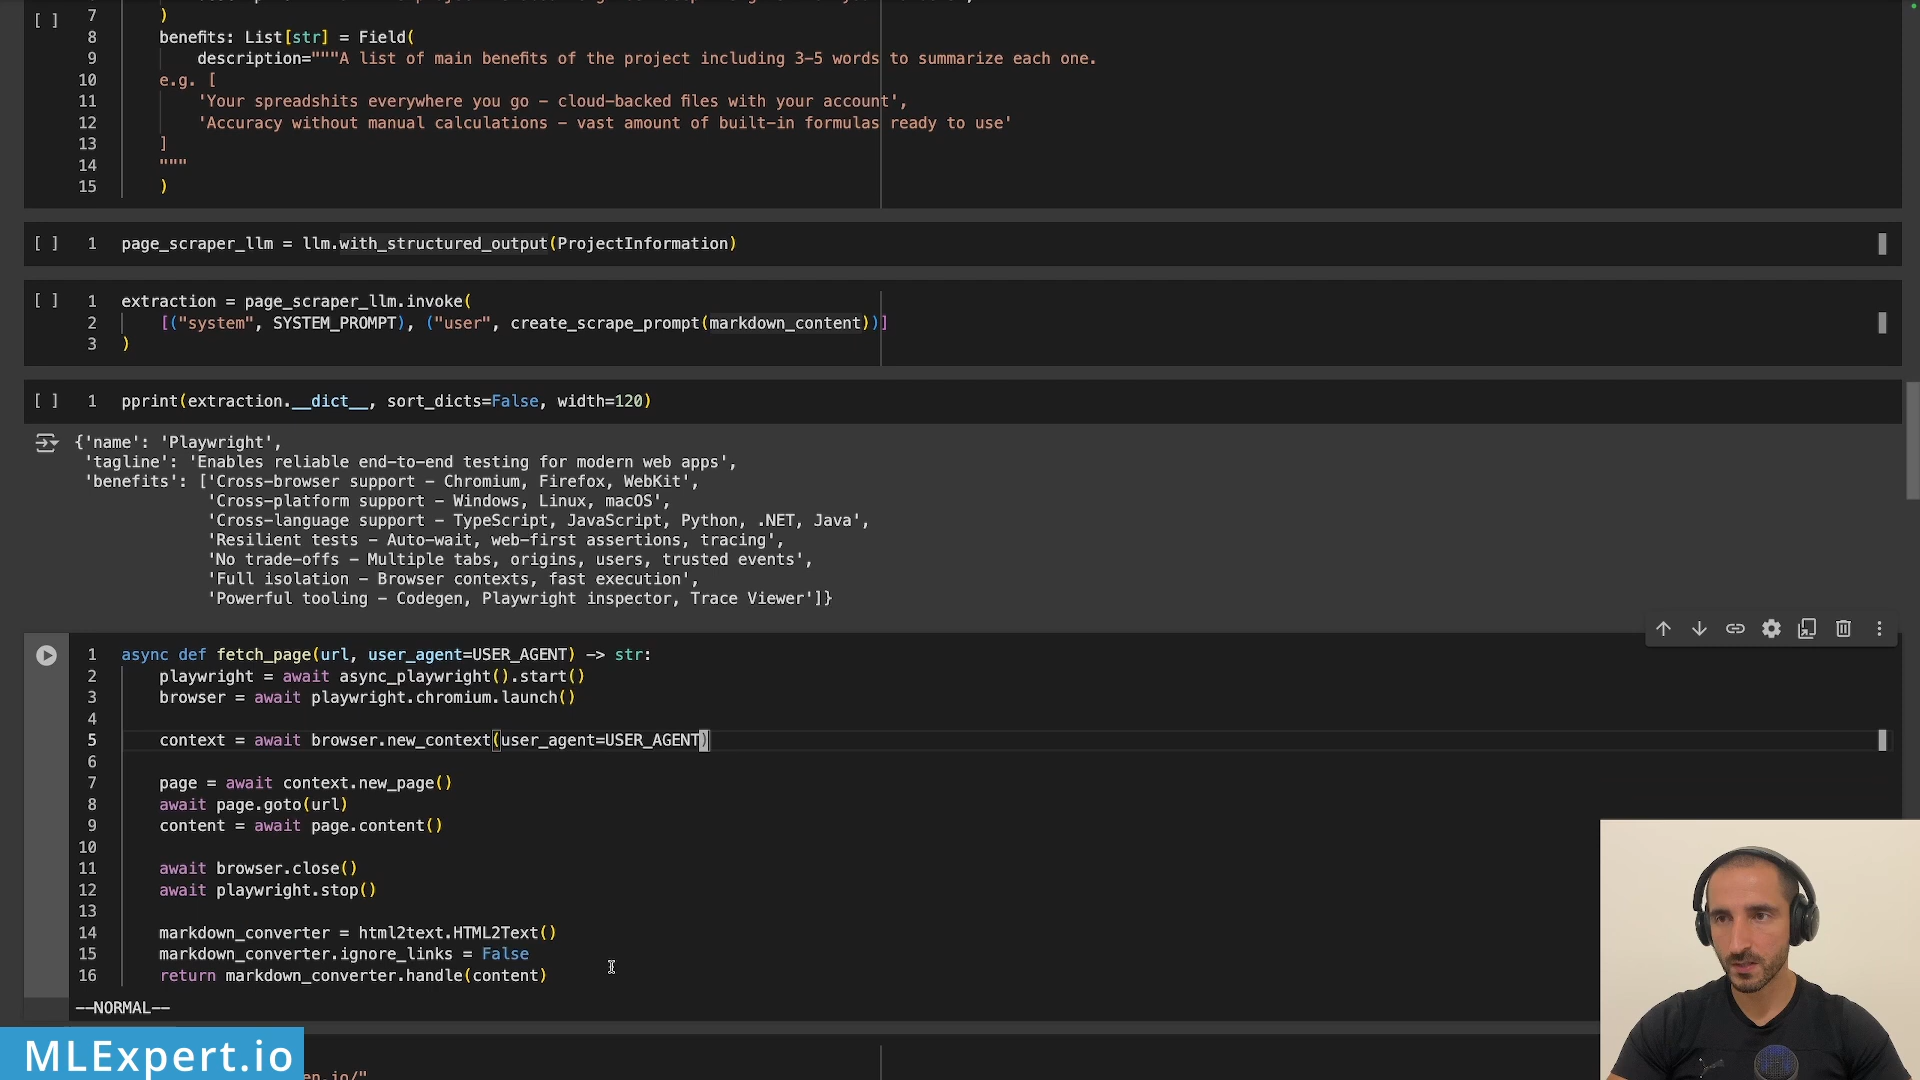 [ ]
7 )
8 benefits: List[str] = Field(
9 description="""A list of main benefits of the project including 3-5 words to summarize each one.
10 e.g. [
11 'Your spreadshits everywhere you go – cloud-backed files with your account',
12 'Accuracy without manual calculations – vast amount of built-in formulas ready to use'
13 ]
14 """
15 )
[ ] 1 page_scraper_llm = llm.with_structured_output(ProjectInformation)
[ ] 1 extraction = page_scraper_llm.invoke(
2 [("system", SYSTEM_PROMPT), ("user", create_scrape_prompt(markdown_content))]
3 )
[ ] 1 pprint(extraction.__dict__, sort_dicts=False, width=120)
{'name': 'Playwright',
'tagline': 'Enables reliable end-to-end testing for modern web apps',
'benefits': ['Cross-browser support – Chromium, Firefox, WebKit',
'Cross-platform support – Windows, Linux, macOS',
'Cross-language support – TypeScript, JavaScript, Python, .NET, Java',
'Resilient tests – Auto-wait, web-first assertions, tracing',
'No trade-offs – Multiple tabs, origins, users, trusted events',
'Full isolation – Browser contexts, fast execution',
'Powerful tooling – Codegen, Playwright inspector, Trace Viewer']}
1 async def fetch_page(url, user_agent=USER_AGENT) -> str:
2 playwright = await async_playwright().start()
3 browser = await playwright.chromium.launch()
4
5 context = await browser.new_context(user_agent=USER_AGENT)
6
7 page = await context.new_page()
8 await page.goto(url)
9 content = await page.content()
10
11 await browser.close()
12 await playwright.stop()
13
14 markdown_converter = html2text.HTML2Text()
15 markdown_converter.ignore_links = False
16 return markdown_converter.handle(content)
--NORMAL--
MLExpert.io